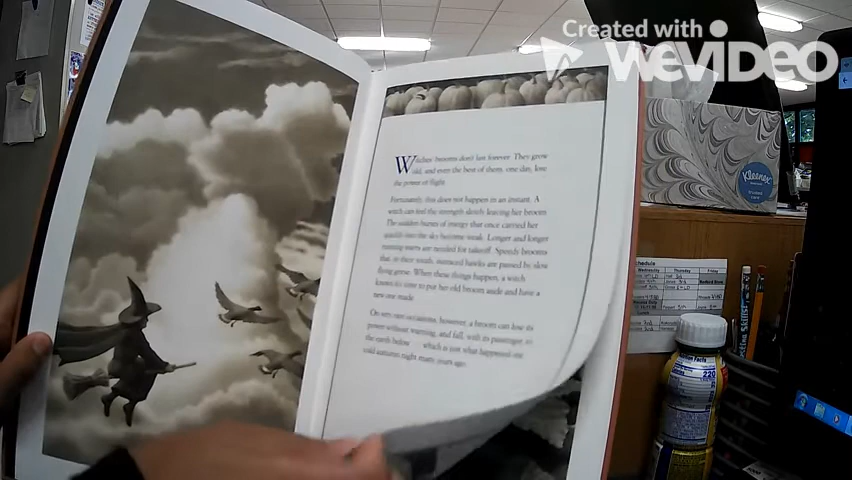 Created with
WEVIDEO
Witches' brooms don't last forever. They grow
old, and even the best of them, one day, lose
the power of flight.
Fortunately, this does not happen in an instant. A
witch can feel the strength slowly leaving her broom.
The sudden bursts of energy that once carried her
quickly into the sky become weak. Longer and longer
running starts are needed for takeoff. Speedy brooms
that, in their youth, outraced hawks are passed by slow
flying geese. When these things happen, a witch
knows it's time to put her old broom aside and have a
new one made.
On very rare occasions, however, a broom can lose its
power without warning, and fall, with its passenger, to
the earth below which is just what happened one
cold autumn night many years ago.
Kleenex
Schedule
Wednesday Thursday Friday
220